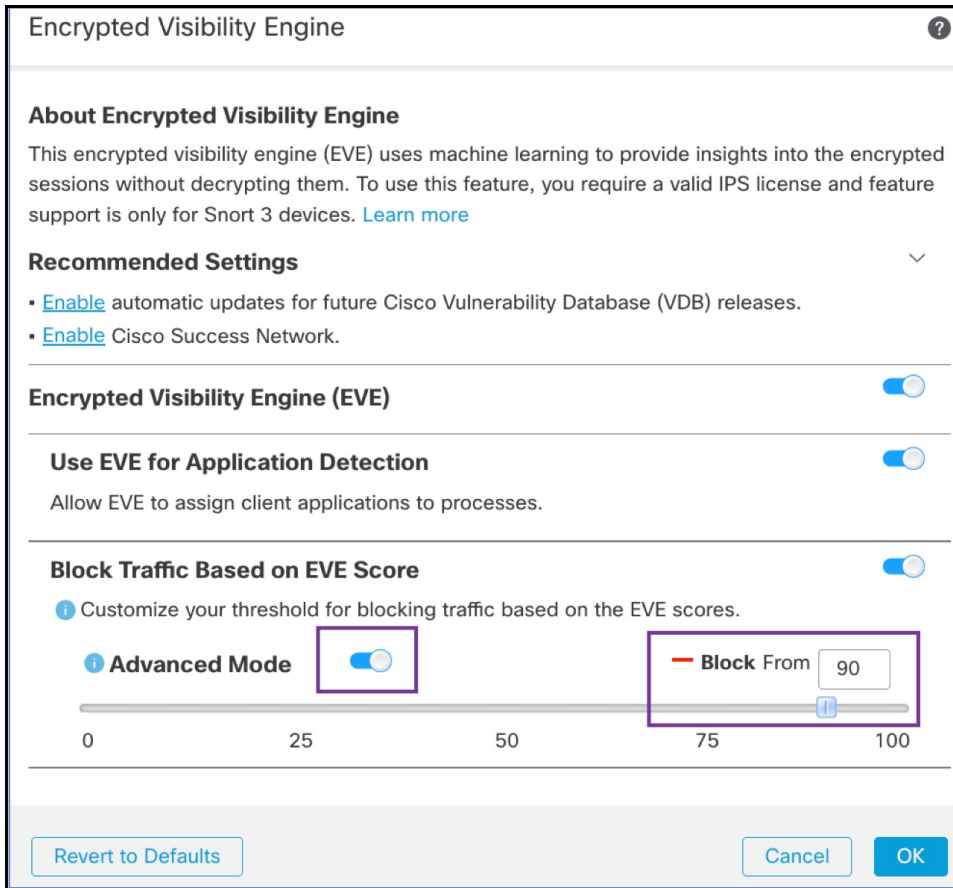 Encrypted Visibility Engine
?
About Encrypted Visibility Engine
This encrypted visibility engine (EVE) uses machine learning to provide insights into the encrypted
sessions without decrypting them. To use this feature, you require a valid IPS license and feature
support is only for Snort 3 devices. Learn more
Recommended Settings
▪ Enable automatic updates for future Cisco Vulnerability Database (VDB) releases.
▪ Enable Cisco Success Network.
Encrypted Visibility Engine (EVE)
Use EVE for Application Detection
Allow EVE to assign client applications to processes.
Block Traffic Based on EVE Score
i Customize your threshold for blocking traffic based on the EVE scores.
i Advanced Mode Block From 90
0 25 50 75 100
Revert to Defaults Cancel OK